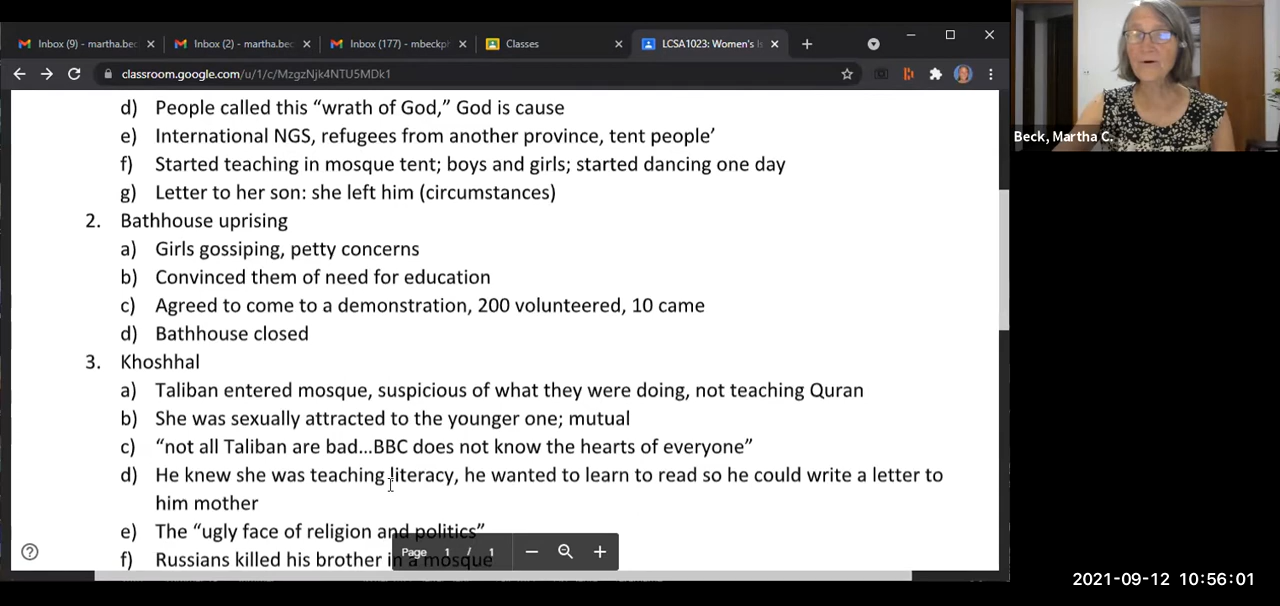 Inbox (9) - martha.bec
Inbox (2) - martha.bec
Inbox (177) - mbeckp
Classes
LCSA1023: Women's Is
classroom.google.com/u/1/c/MzgzNjk4NTU5MDk1
d) People called this “wrath of God,” God is cause
e) International NGS, refugees from another province, tent people’
f) Started teaching in mosque tent; boys and girls; started dancing one day
g) Letter to her son: she left him (circumstances)
2. Bathhouse uprising
a) Girls gossiping, petty concerns
b) Convinced them of need for education
c) Agreed to come to a demonstration, 200 volunteered, 10 came
d) Bathhouse closed
3. Khoshhal
a) Taliban entered mosque, suspicious of what they were doing, not teaching Quran
b) She was sexually attracted to the younger one; mutual
c) “not all Taliban are bad...BBC does not know the hearts of everyone”
d) He knew she was teaching literacy, he wanted to learn to read so he could write a letter to
him mother
e) The “ugly face of religion and politics”
f) Russians killed his brother in a mosque
Page 1 / 1
Beck, Martha C.
2021-09-12 10:56:01